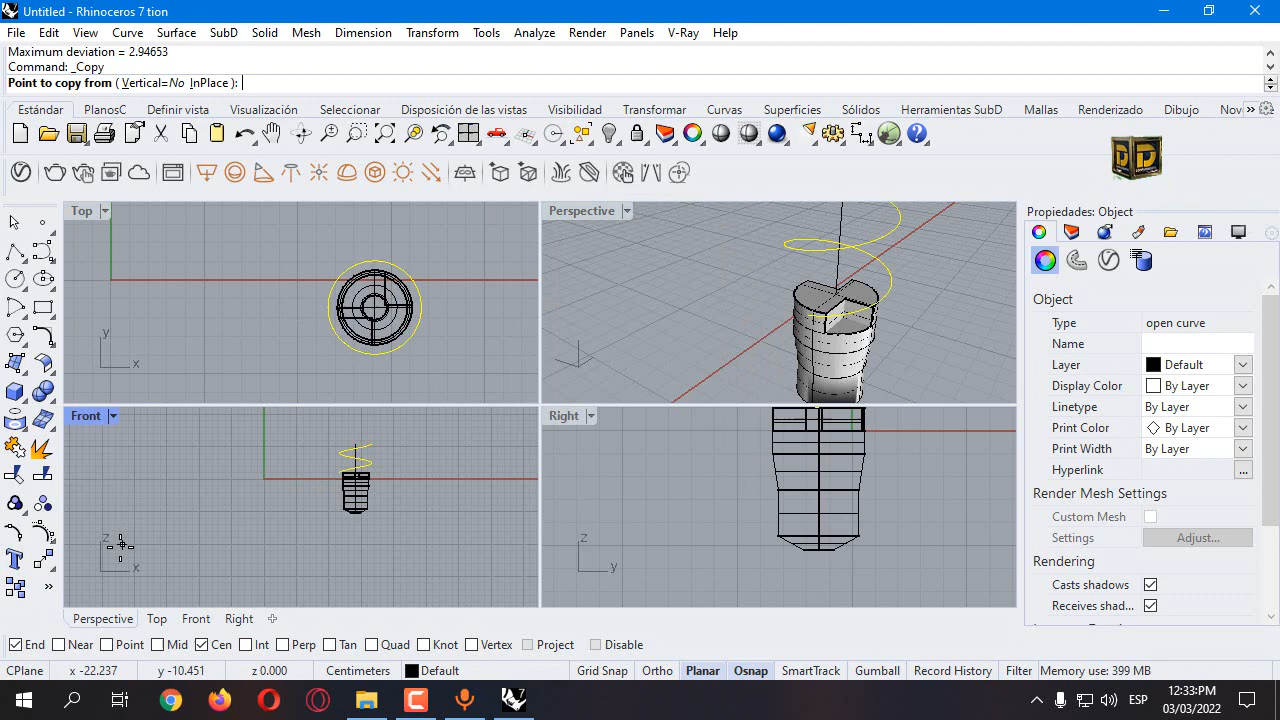 Untitled - Rhinoceros 7 tion
File Edit View Curve Surface SubD Solid Mesh Dimension Transform Tools Analyze Render Panels V-Ray Help
Maximum deviation = 2.94653
Command: _Copy
Point to copy from ( Vertical=No InPlace ):
Estándar PlanosC Definir vista Visualización Seleccionar Disposición de las vistas Visibilidad Transformar Curvas Superficies Sólidos Herramientas SubD Mallas Renderizado Dibujo Nov »
Top
Perspective
Propiedades: Object
Object
Type open curve
Name
Layer Default
Display Color By Layer
Linetype By Layer
Print Color By Layer
Print Width By Layer
Hyperlink ...
Render Mesh Settings
Custom Mesh
Settings Adjust...
Rendering
Casts shadows
Receives shad...
y
x
Front
Right
z
x
z
y
Perspective Top Front Right
End Near Point Mid Cen Int Perp Tan Quad Knot Vertex Project Disable
CPlane x -22.237 y -10.451 z 0.000 Centimeters Default Grid Snap Ortho Planar Osnap SmartTrack Gumball Record History Filter Memory use: 399 MB
ESP
12:33:PM
03/03/2022